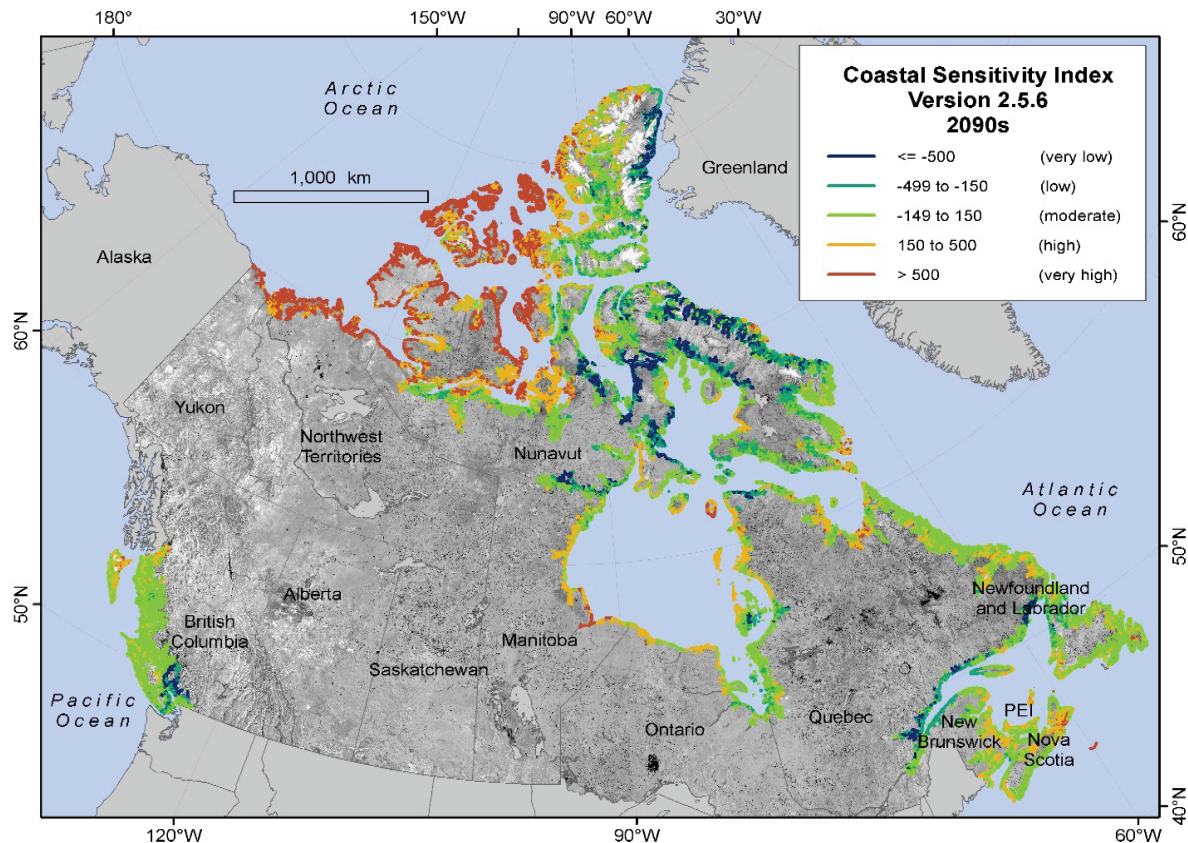 180°
150°W
90°W
60°W
30°W
Arctic
Ocean
Coastal Sensitivity Index
Version 2.5.6
2090s
<= -500 (very low)
-499 to -150 (low)
-149 to 150 (moderate)
150 to 500 (high)
> 500 (very high)
1,000 km
Greenland
Alaska
60°N
60°N
Yukon
Northwest
Territories
Nunavut
Atlantic
Ocean
50°N
50°N
Alberta
British
Columbia
Manitoba
Saskatchewan
Newfoundland
and Labrador
Pacific
Ocean
Ontario
Quebec
PEI
New
Brunswick
Nova
Scotia
40°N
120°W
90°W
60°W